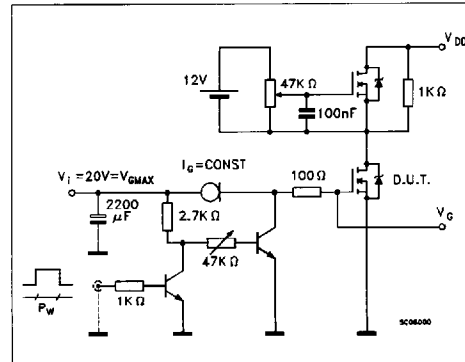 V_DD
12V
47KΩ
1KΩ
100nF
I_G=CONST
V_i =20V=V_GMAX
100Ω
D.U.T.
2200
μF
2.7KΩ
V_G
47KΩ
1KΩ
P_W
SC06000